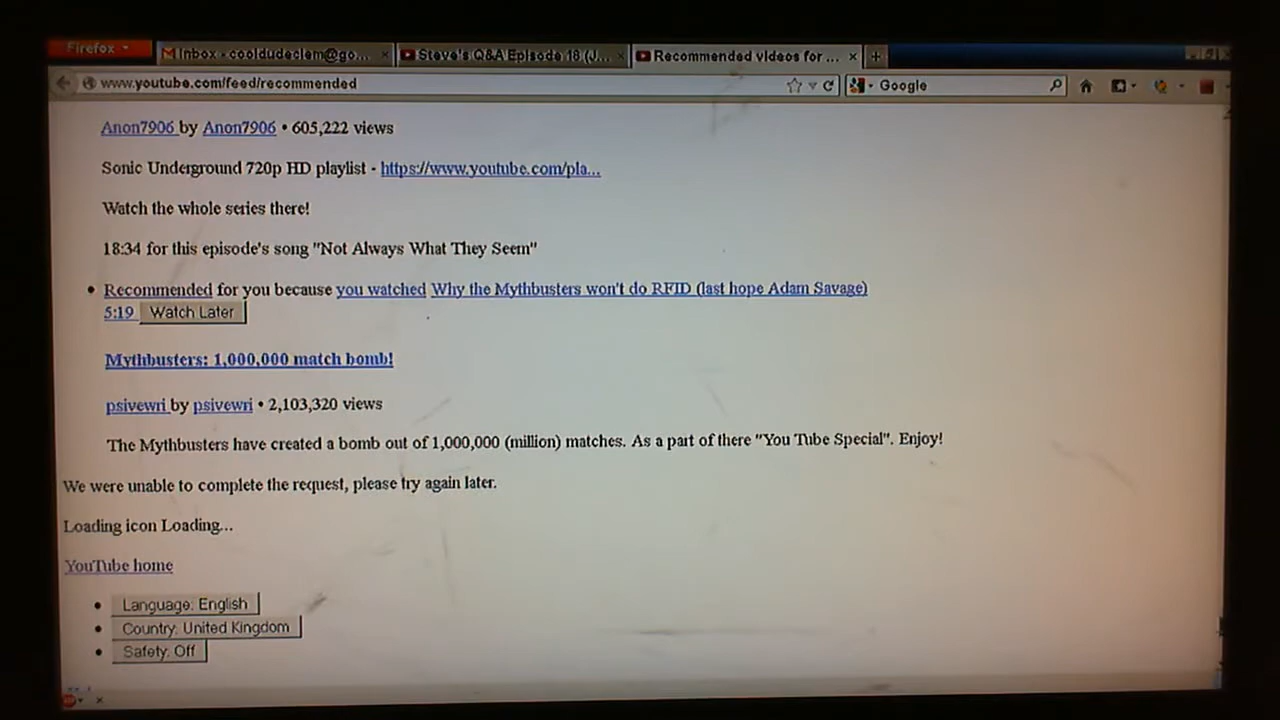 Firefox
Inbox - cooldudeclem@go...
Steve's Q&A Episode 18 (J...
Recommended videos for ...
www.youtube.com/feed/recommended
Google
Anon7906 by Anon7906 • 605,222 views
Sonic Underground 720p HD playlist - https://www.youtube.com/pla...
Watch the whole series there!
18:34 for this episode's song "Not Always What They Seem"
Recommended for you because you watched Why the Mythbusters won't do RFID (last hope Adam Savage)
5:19 Watch Later
Mythbusters: 1,000,000 match bomb!
psivewri by psivewri • 2,103,320 views
The Mythbusters have created a bomb out of 1,000,000 (million) matches. As a part of there "You Tube Special". Enjoy!
We were unable to complete the request, please try again later.
Loading icon Loading...
YouTube home
Language: English
Country: United Kingdom
Safety: Off